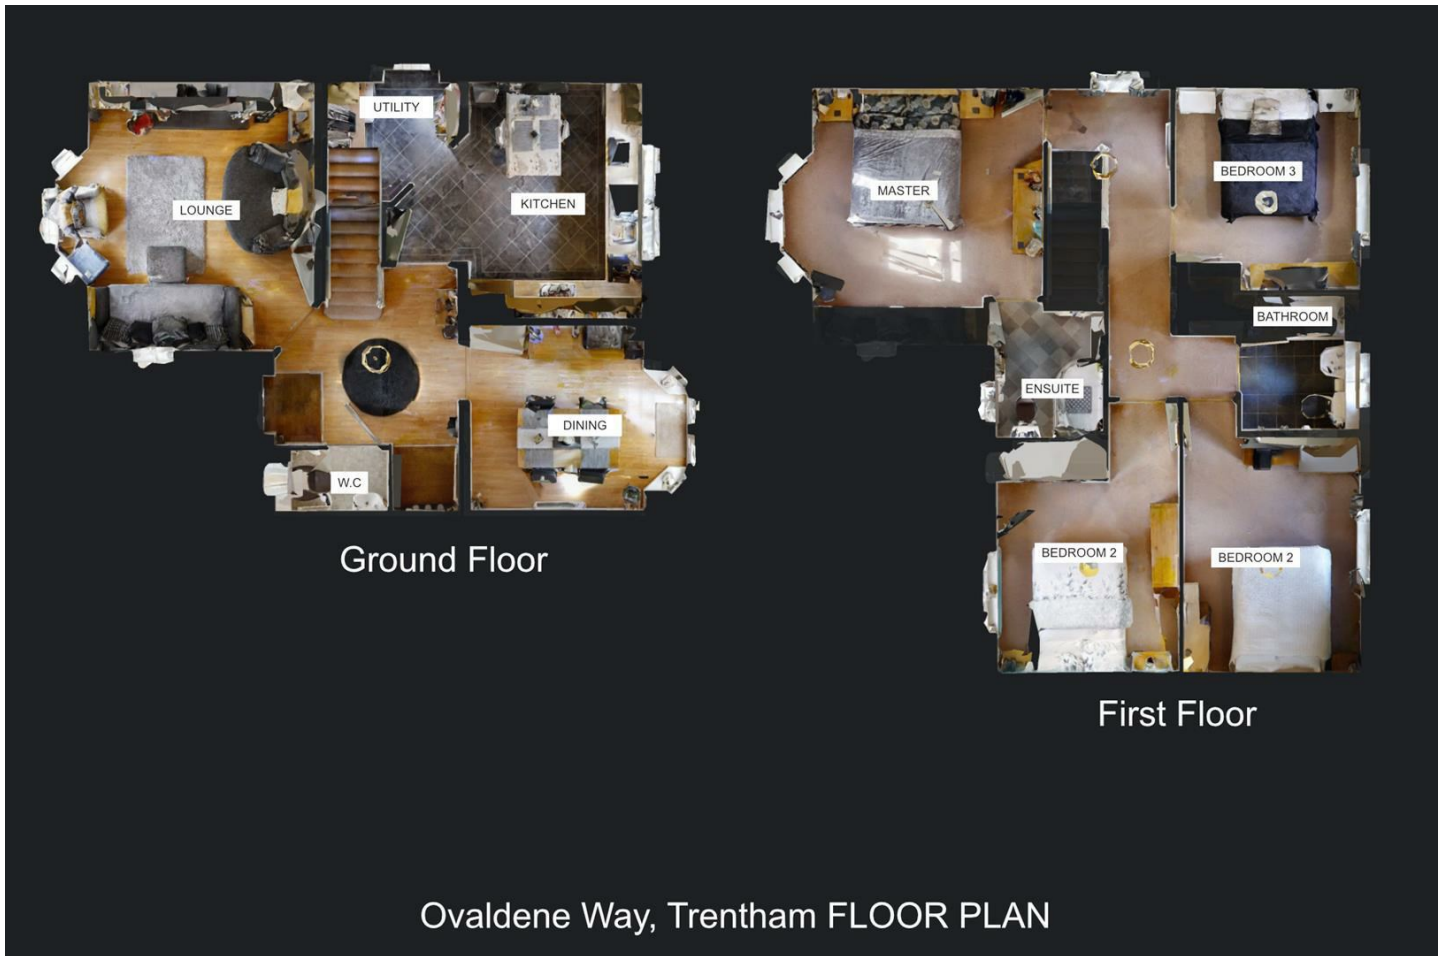 UTILITY
KITCHEN
LOUNGE
DINING
W.C
Ground Floor
MASTER
BEDROOM 3
BATHROOM
ENSUITE
BEDROOM 2
BEDROOM 2
First Floor
Ovaldene Way, Trentham FLOOR PLAN